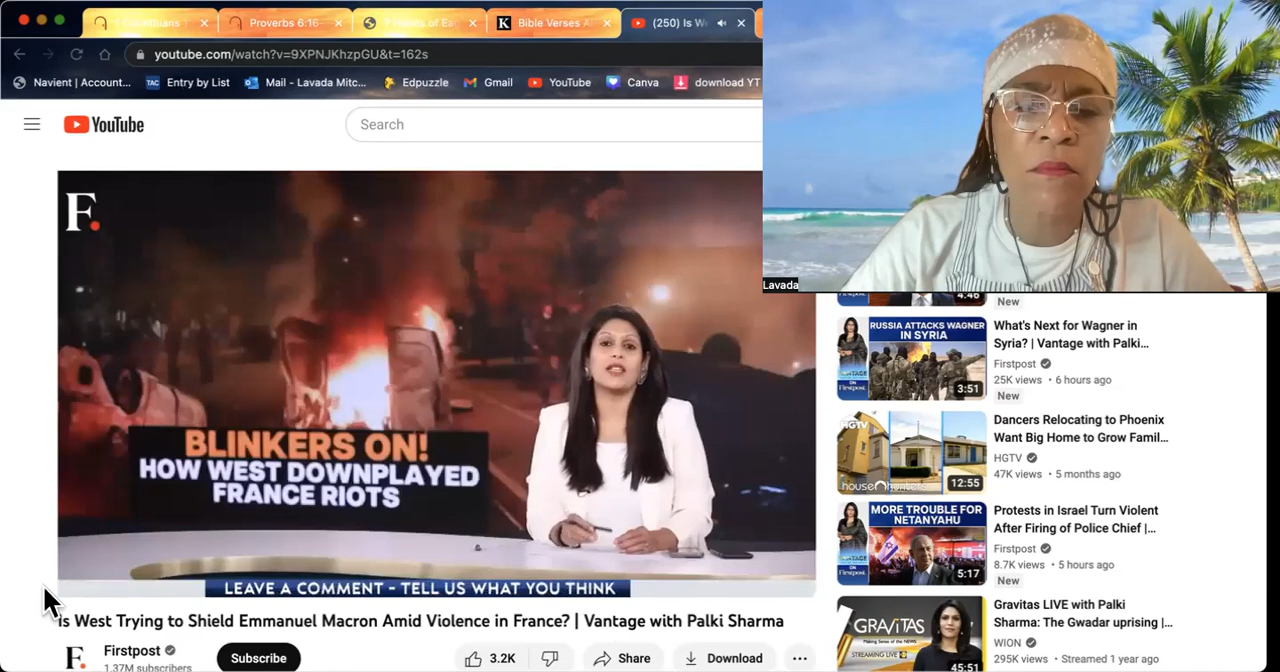 Corinthians
Proverbs 6:16-
of Ea
K Bible Verses A
(250) Is W
youtube.com/watch?v=9XPNJKhzpGU&t=162s
Navient | Account...
TAC Entry by List
Mail - Lavada Mitc...
Edpuzzle
Gmail
YouTube
Canva
download YT
YouTube
Search
Lavada
F.
BLINKERS ON!
HOW WEST DOWNPLAYED
FRANCE RIOTS
LEAVE A COMMENT - TELL US WHAT YOU THINK
Is West Trying to Shield Emmanuel Macron Amid Violence in France? | Vantage with Palki Sharma
F.
Firstpost
1.37M subscribers
Subscribe
3.2K
Share
Download
4:46
New
RUSSIA ATTACKS WAGNER
IN SYRIA
3:51
What's Next for Wagner in
Syria? | Vantage with Palki...
Firstpost
25K views • 6 hours ago
New
HGTV
house hunters
12:55
Dancers Relocating to Phoenix
Want Big Home to Grow Famil...
HGTV
47K views • 5 months ago
MORE TROUBLE FOR
NETANYAHU
5:17
Protests in Israel Turn Violent
After Firing of Police Chief |...
Firstpost
8.7K views • 5 hours ago
New
GRAVITAS
STREAMING LIVE
45:51
Gravitas LIVE with Palki
Sharma: The Gwadar uprising |...
WION
295K views • Streamed 1 year ago